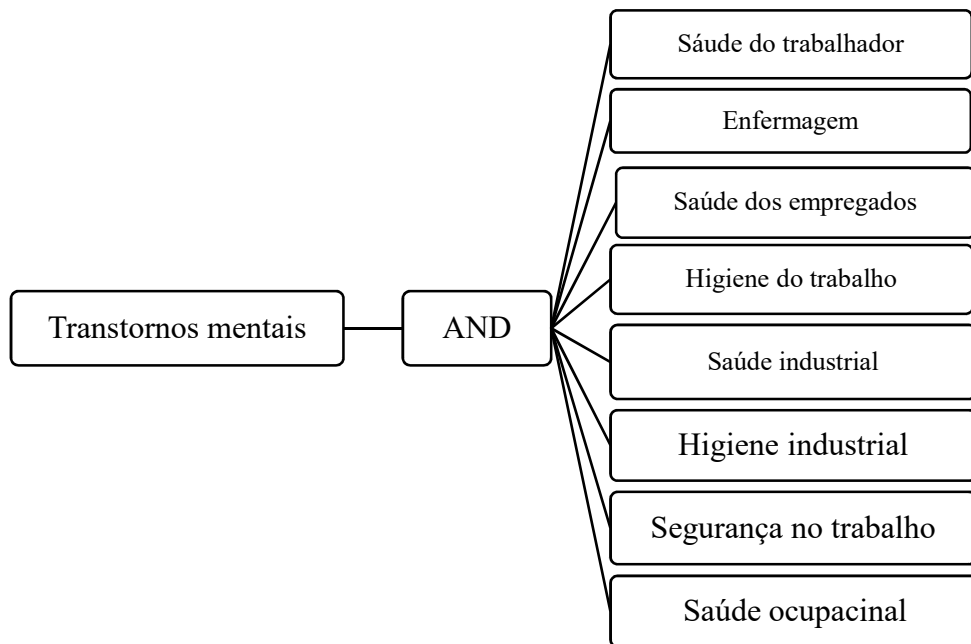 Sáude do trabalhador
Enfermagem
Saúde dos empregados
Higiene do trabalho
Transtornos mentais
AND
Saúde industrial
Higiene industrial
Segurança no trabalho
Saúde ocupacinal